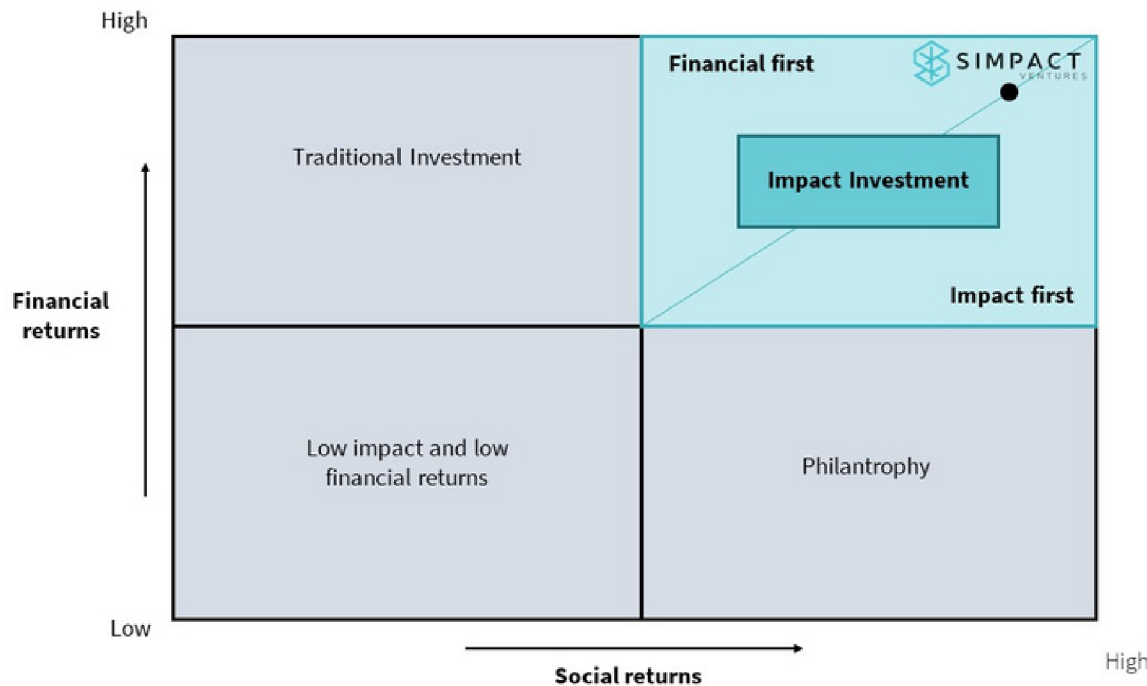 High
Financial first
SIMPACT
VENTURES
Traditional Investment
Impact Investment
Impact first
Financial
returns
Low impact and low
financial returns
Philantrophy
Low
High
Social returns